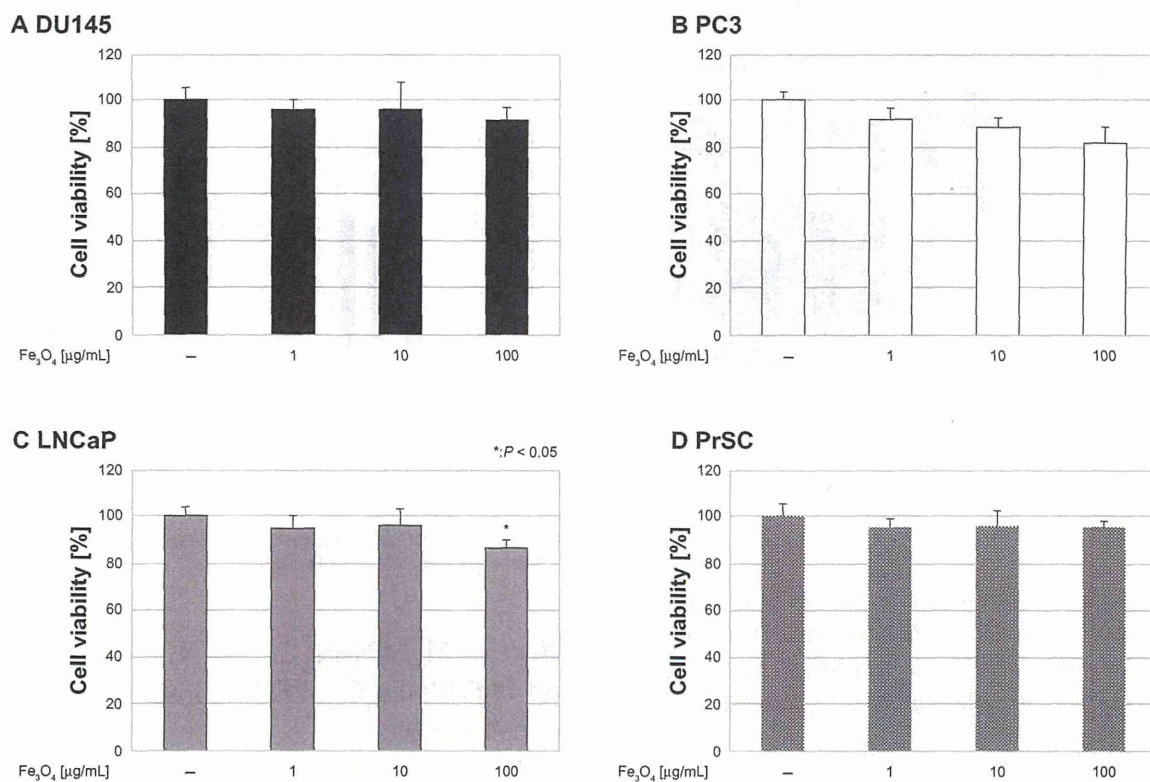 A DU145
120
100
80
60
40
20
0
Cell viability [%]
Fe₃O₄ [µg/mL] – 1 10 100
B PC3
120
100
80
60
40
20
0
Cell viability [%]
Fe₃O₄ [µg/mL] – 1 10 100
C LNCaP
*:P < 0.05
120
100
80
60
40
20
0
Cell viability [%]
*
Fe₃O₄ [µg/mL] – 1 10 100
D PrSC
120
100
80
60
40
20
0
Cell viability [%]
Fe₃O₄ [µg/mL] – 1 10 100